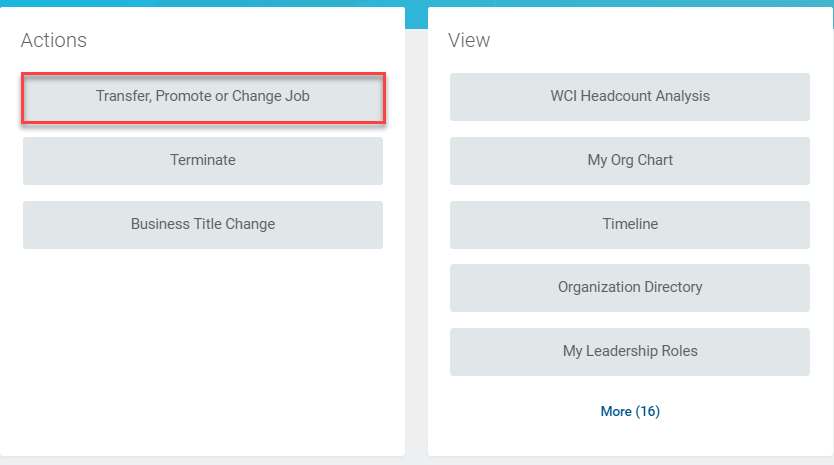 Actions
Transfer, Promote or Change Job
Terminate
Business Title Change
View
WCI Headcount Analysis
My Org Chart
Timeline
Organization Directory
My Leadership Roles
More (16)